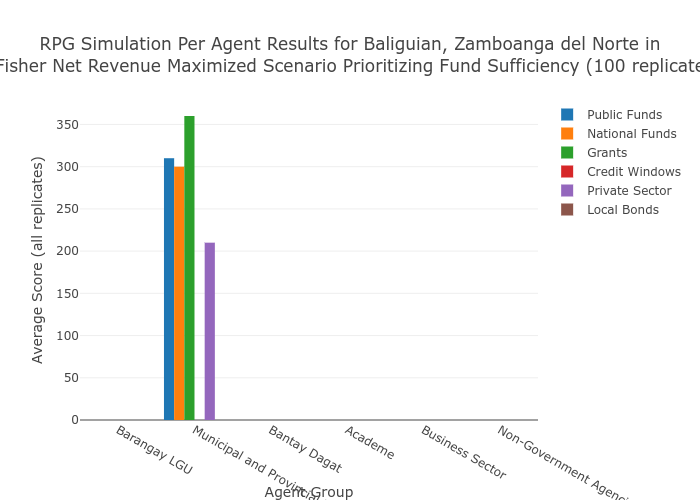 RPG Simulation Per Agent Results for Baliguian, Zamboanga del Norte in
Fisher Net Revenue Maximized Scenario Prioritizing Fund Sufficiency (100 replicate
Public Funds
National Funds
Grants
Credit Windows
Private Sector
Local Bonds
Average Score (all replicates)
350
300
250
200
150
100
50
0
Barangay LGU
Municipal and
Bantay Dagat
Academe
Business Sector
Non-Government
Agent Group